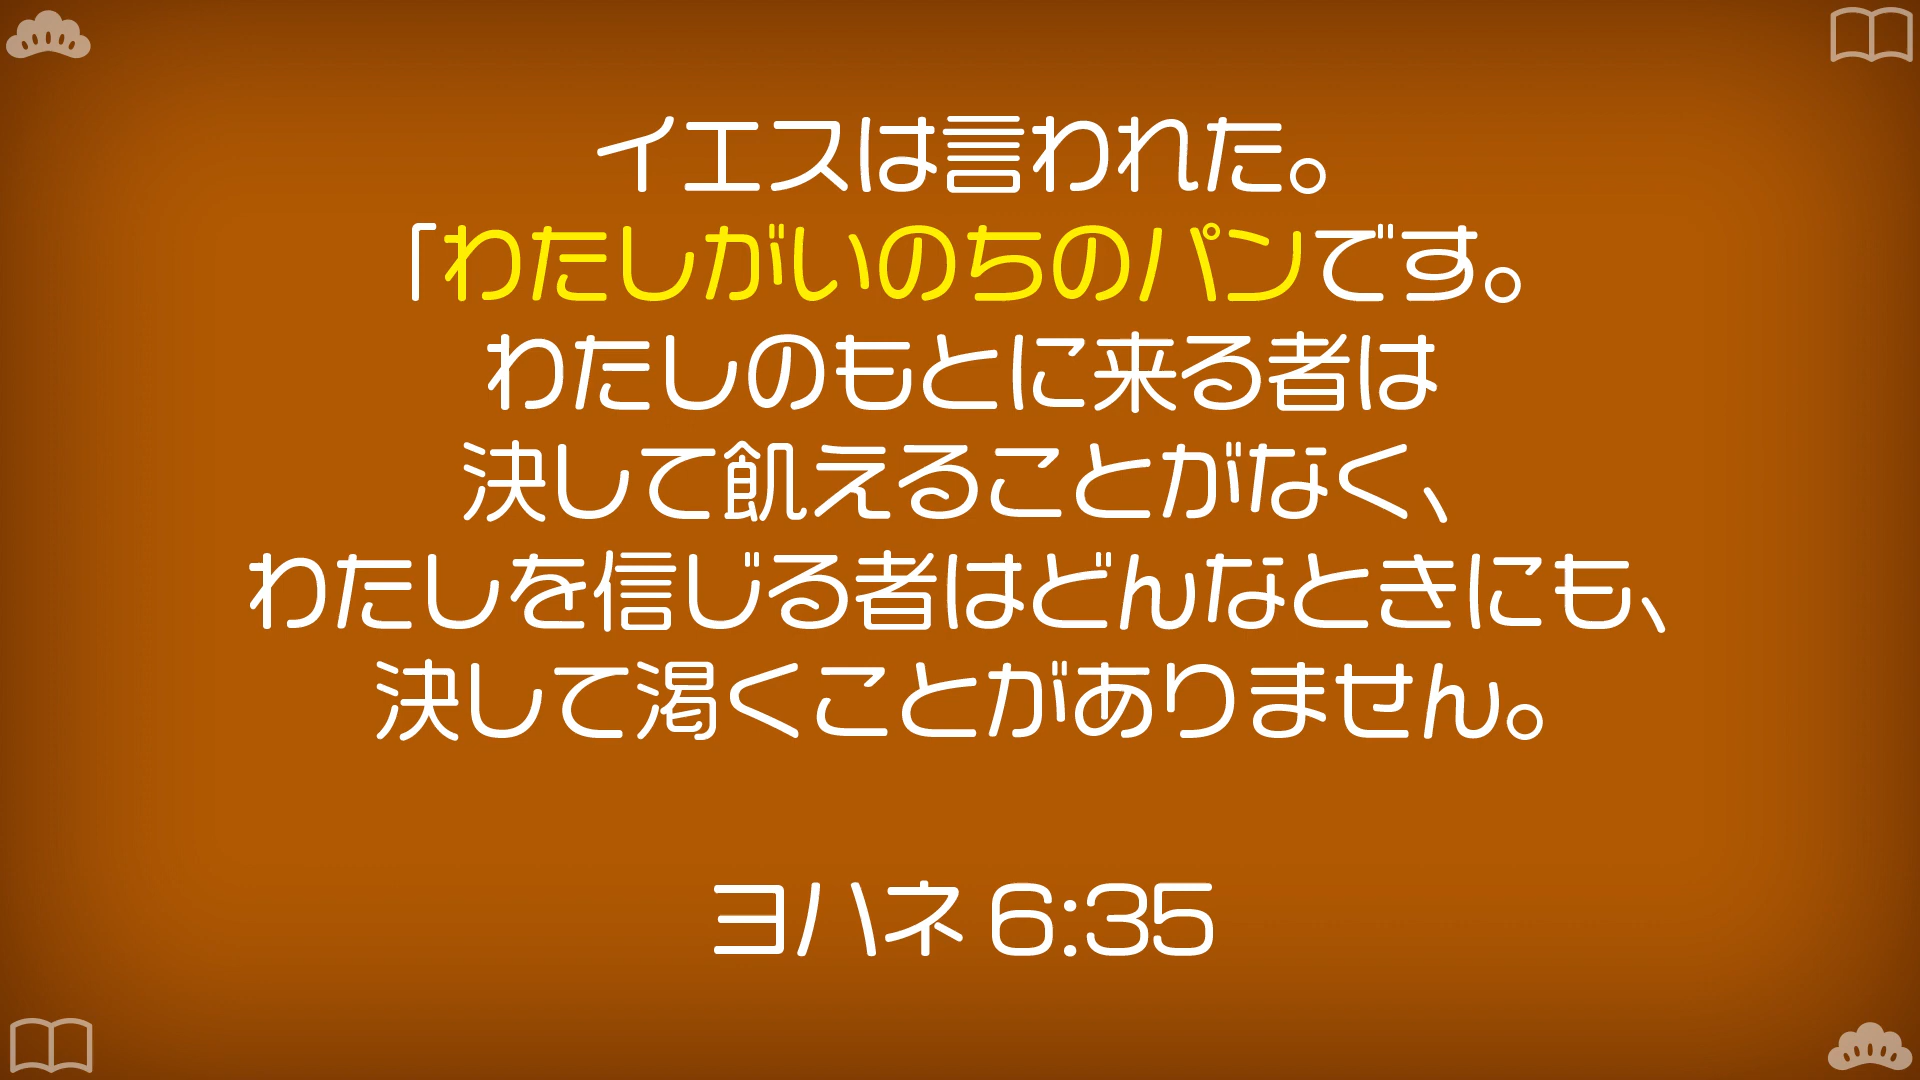 イエスは言われた。
「わたしがいのちのパンです。
わたしのもとに来る者は
決して飢えることがなく、
わたしを信じる者はどんなときにも、
決して渇くことがありません。
ヨハネ 6:35